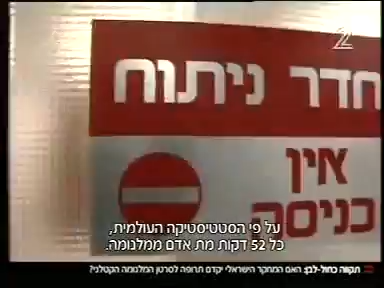 2
חדר ניתוח
אין
כניסה
על פי הסטטיסטיקה העולמית,
כל 52 דקות מת אדם ממלנומה.
תקווה כחול-לבן: האם המחקר הישראלי יקדם תרופה לסרטן המלנומה הקטלני?